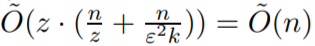 Õ(z · (n/z + n/(ε²k))) = Õ(n)